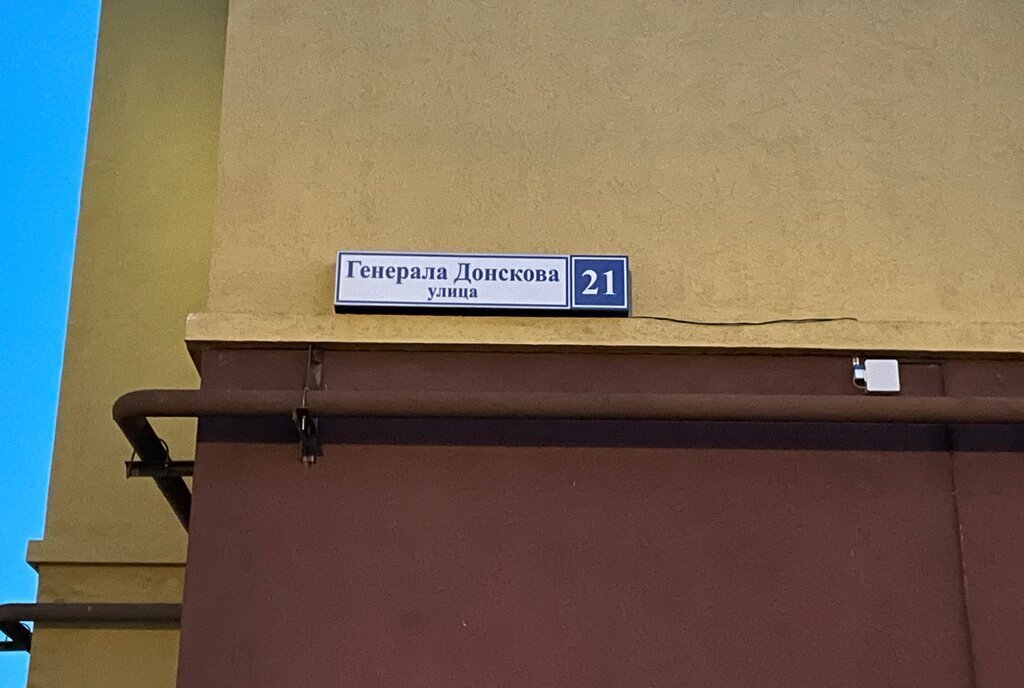 Генерала Донскова
улица
21